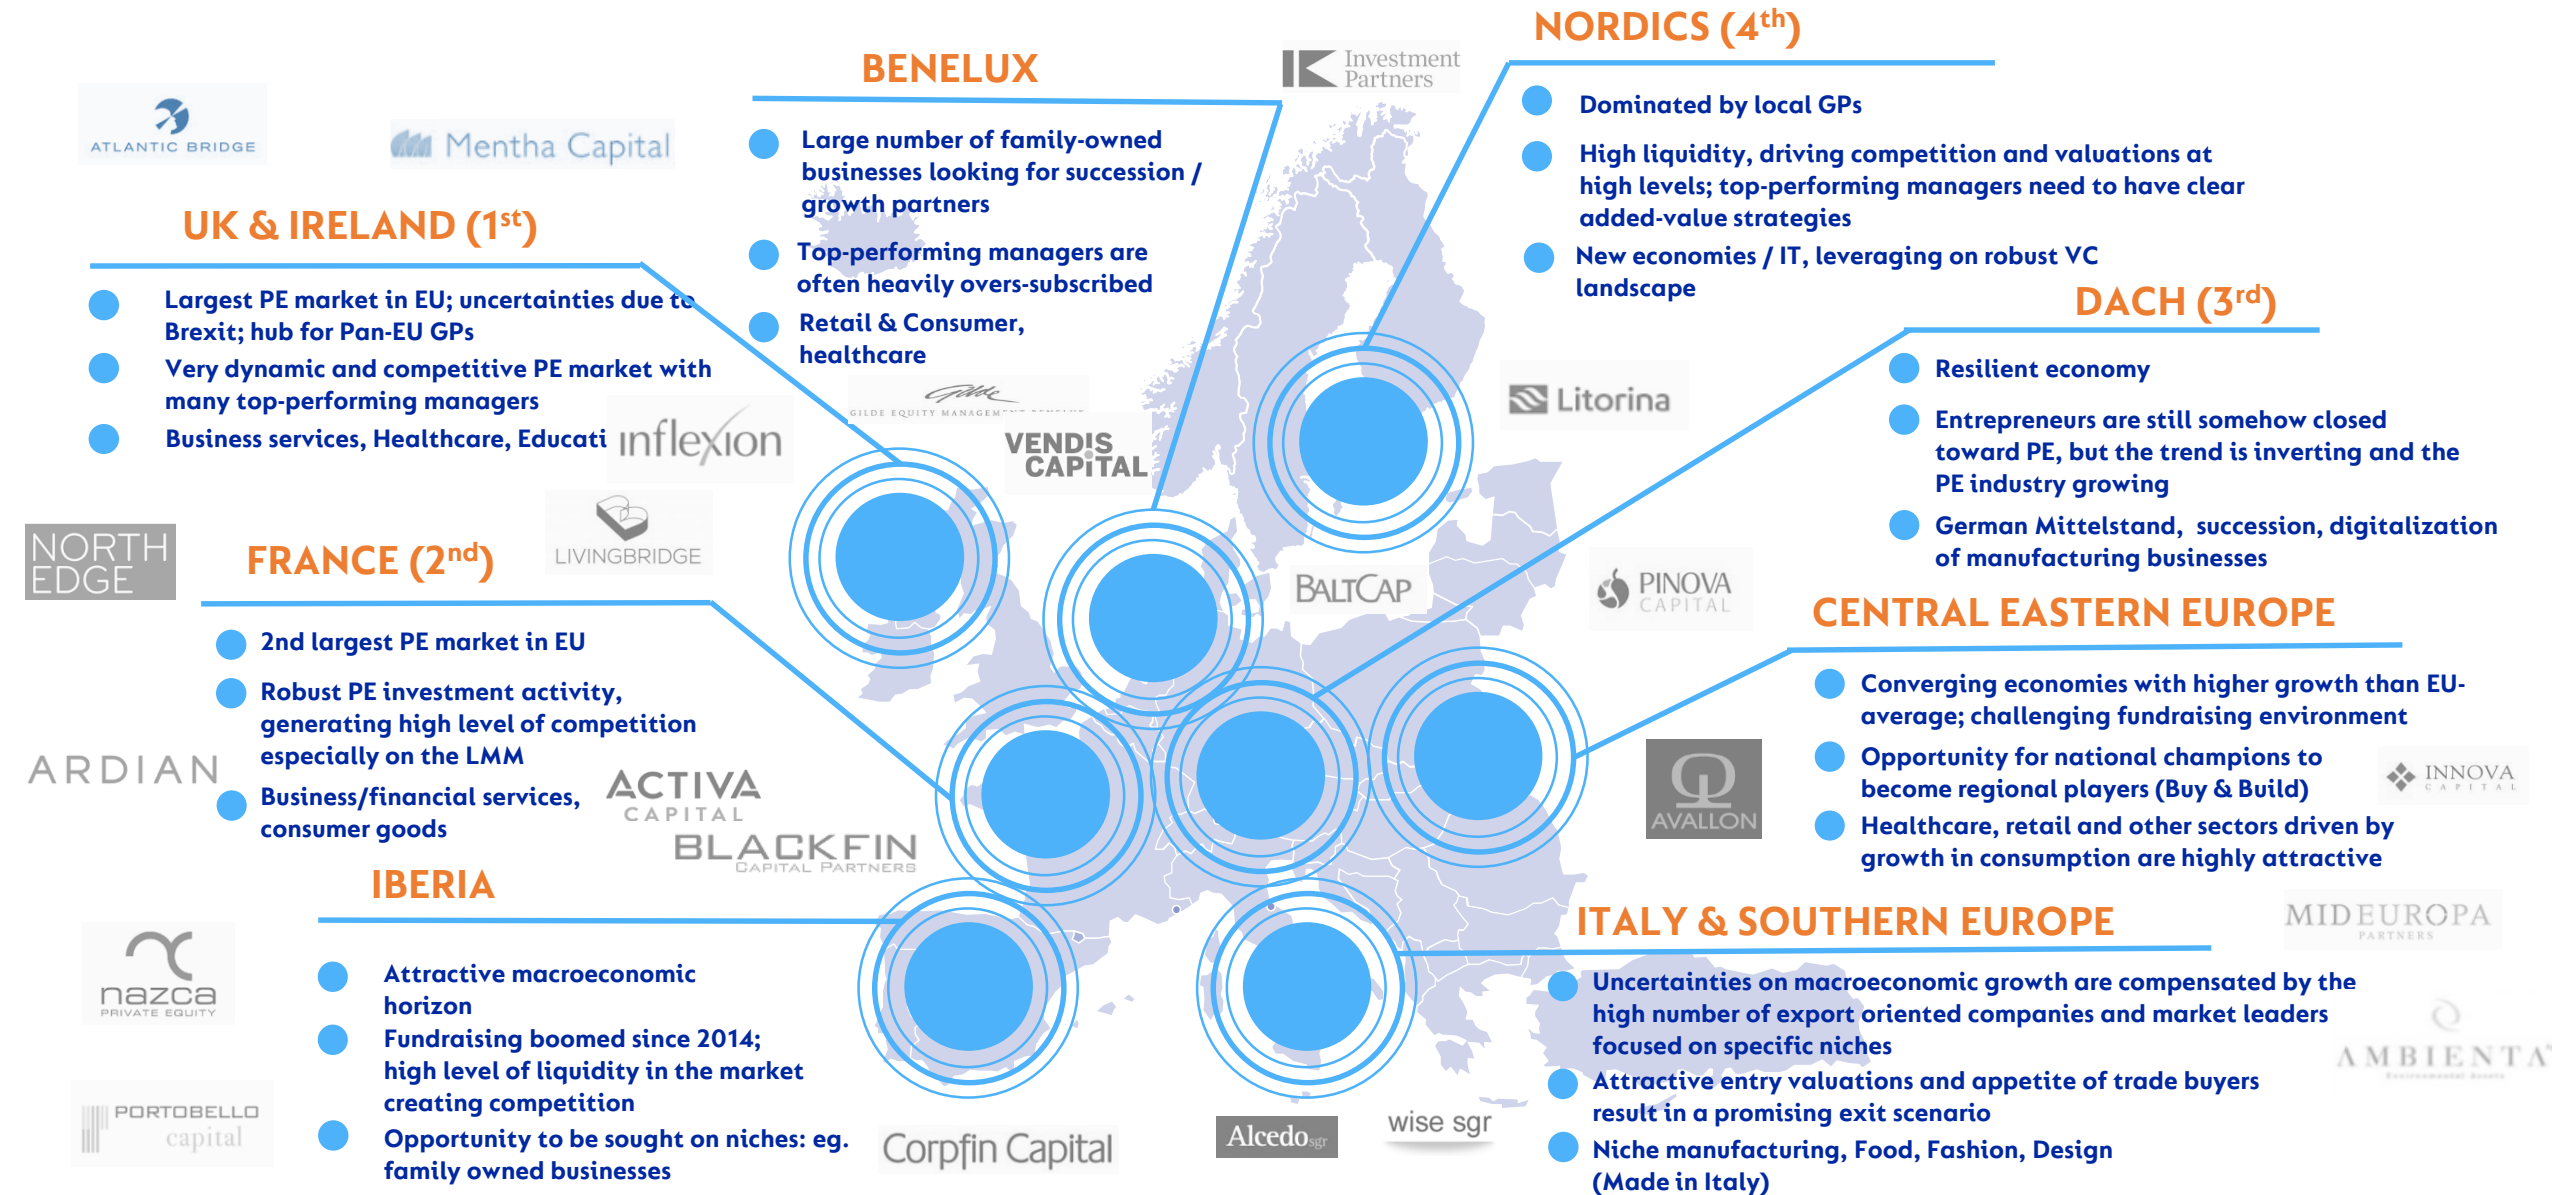 NORDICS (4th)
Dominated by local GPs
High liquidity, driving competition and valuations at
high levels; top-performing managers need to have clear
added-value strategies
New economies / IT, leveraging on robust VC
landscape
Investment
Partners
BENELUX
Large number of family-owned
businesses looking for succession /
growth partners
Top-performing managers are
often heavily overs-subscribed
Retail & Consumer,
healthcare
Gilde
GILDE EQUITY MANAGEMENT
VENDIS
CAPITAL
ATLANTIC BRIDGE
Mentha Capital
UK & IRELAND (1st)
Largest PE market in EU; uncertainties due to
Brexit; hub for Pan-EU GPs
Very dynamic and competitive PE market with
many top-performing managers
Business services, Healthcare, Educati
inflexion
LIVINGBRIDGE
NORTH
EDGE
DACH (3rd)
Resilient economy
Entrepreneurs are still somehow closed
toward PE, but the trend is inverting and the
PE industry growing
German Mittelstand, succession, digitalization
of manufacturing businesses
Litorina
BALTCAP
PINOVA
CAPITAL
FRANCE (2nd)
2nd largest PE market in EU
Robust PE investment activity,
generating high level of competition
especially on the LMM
Business/financial services,
consumer goods
ARDIAN
ACTIVA
CAPITAL
BLACKFIN
CAPITAL PARTNERS
CENTRAL EASTERN EUROPE
Converging economies with higher growth than EU-
average; challenging fundraising environment
Opportunity for national champions to
become regional players (Buy & Build)
Healthcare, retail and other sectors driven by
growth in consumption are highly attractive
AVALLON
INNOVA
CAPITAL
MIDEUROPA
PARTNERS
IBERIA
Attractive macroeconomic
horizon
Fundraising boomed since 2014;
high level of liquidity in the market
creating competition
Opportunity to be sought on niches: eg.
family owned businesses
nazca
PRIVATE EQUITY
PORTOBELLO
capital
Corpfin Capital
ITALY & SOUTHERN EUROPE
Uncertainties on macroeconomic growth are compensated by the
high number of export oriented companies and market leaders
focused on specific niches
Attractive entry valuations and appetite of trade buyers
result in a promising exit scenario
Niche manufacturing, Food, Fashion, Design
(Made in Italy)
Alcedo sgr
wise sgr
AMBIENTA